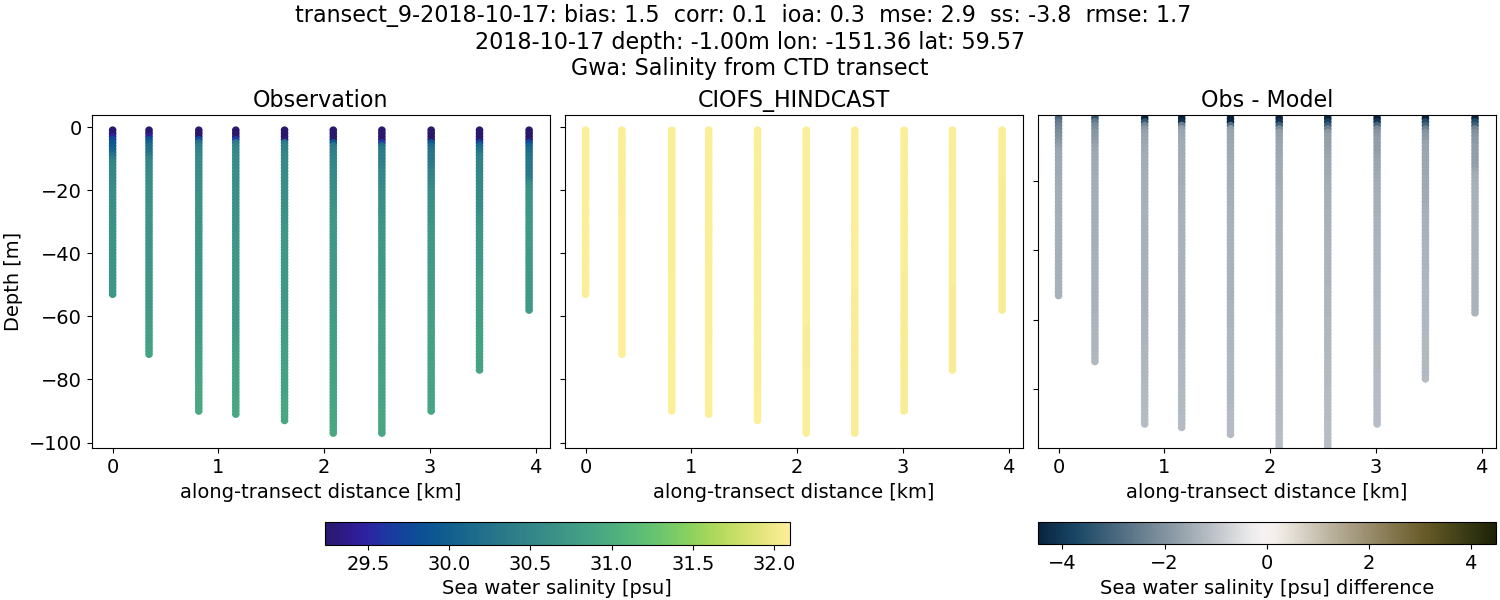 transect_9-2018-10-17: bias: 1.5  corr: 0.1  ioa: 0.3  mse: 2.9  ss: -3.8  rmse: 1.7
2018-10-17 depth: -1.00m lon: -151.36 lat: 59.57
Gwa: Salinity from CTD transect
Observation
CIOFS_HINDCAST
Obs - Model
Depth [m]
0
−20
−40
−60
−80
−100
0 1 2 3 4
0 1 2 3 4
0 1 2 3 4
along-transect distance [km]
along-transect distance [km]
along-transect distance [km]
29.5 30.0 30.5 31.0 31.5 32.0
Sea water salinity [psu]
−4 −2 0 2 4
Sea water salinity [psu] difference